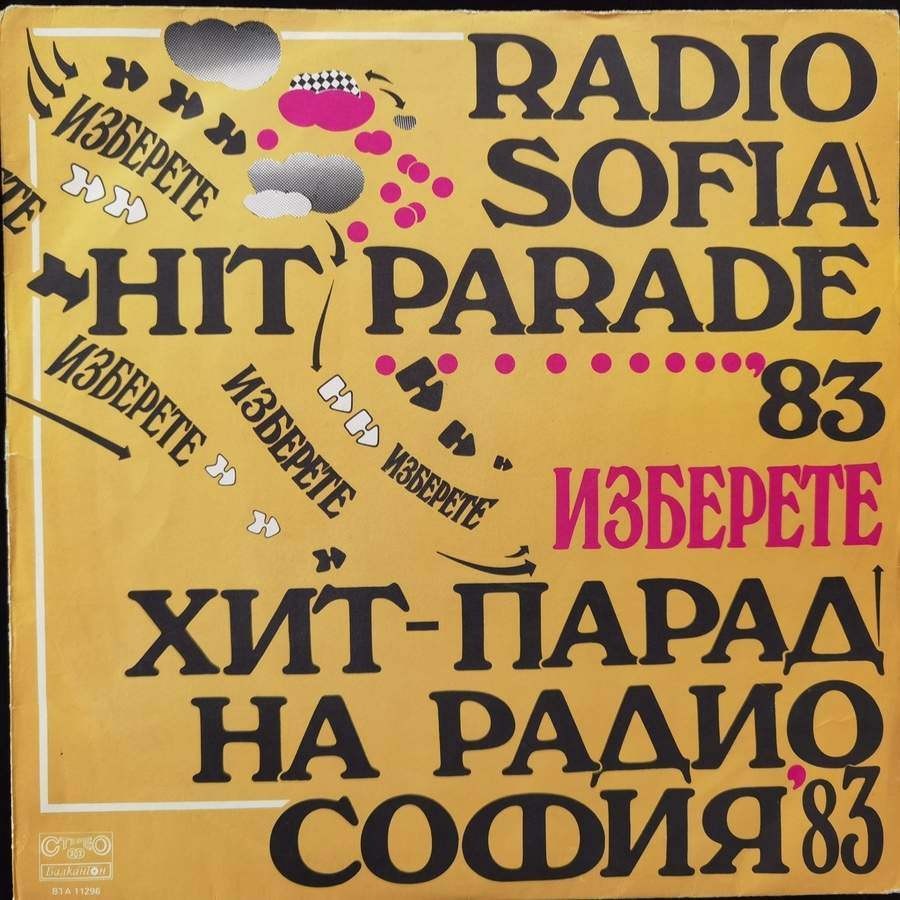 RADIO
SOFIA
HIT PARADE
'83
ИЗБЕРЕТЕ
ИЗБЕРЕТЕ
ТЕ
ИЗБЕРЕТЕ
ИЗБЕРЕТЕ
ИЗБЕРЕТЕ
ХИТ-ПАРАД
НА РАДИО
СОФИЯ '83
СТЕРЕО
Балкантон
ВТА 11296